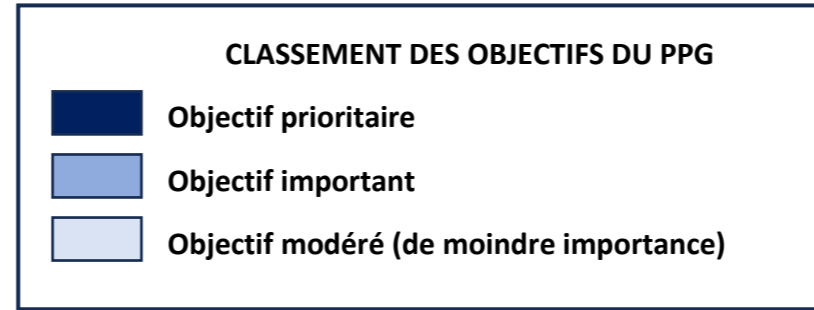 CLASSEMENT DES OBJECTIFS DU PPG
Objectif prioritaire
Objectif important
Objectif modéré (de moindre importance)